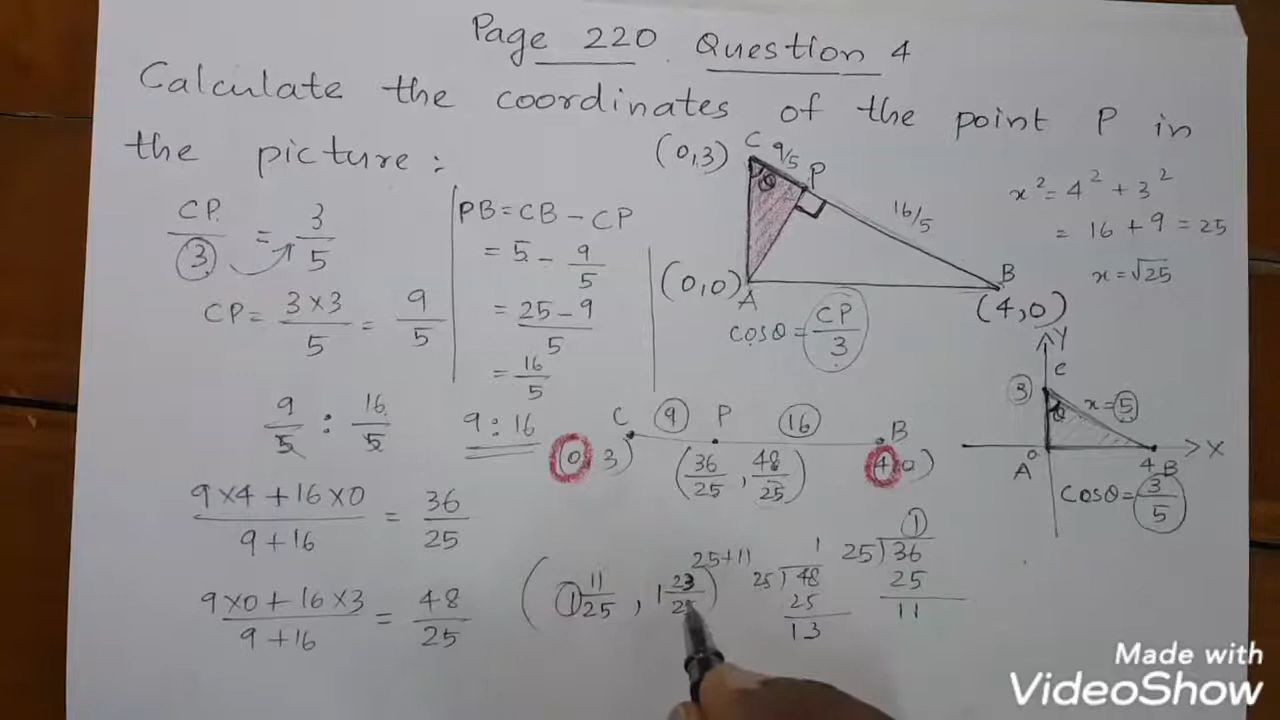 Page 220 Question 4
Calculate the coordinates of the point P in
the picture:
CP/3 = 3/5
CP = 3×3/5 = 9/5
PB = CB – CP
= 5 – 9/5
= 25 – 9/5
= 16/5
(0,3) C 9/5 P
θ
16/5
(0,0) A
B
(4,0)
cosθ = CP/3
x² = 4² + 3²
= 16 + 9 = 25
x = √25
Y
C
3
θ
x = 5
A 0
4 B
X
cosθ = 3/5
9/5 : 16/5
9 : 16
C 9 P 16 B
(0,3)
(36/25, 48/25)
(4,0)
9×4 + 16×0/9+16 = 36/25
9×0 + 16×3/9+16 = 48/25
(1 11/25, 1 23/25)
25+11
1
25)48
25
13
1
25)36
25
11
Made with
VideoShow